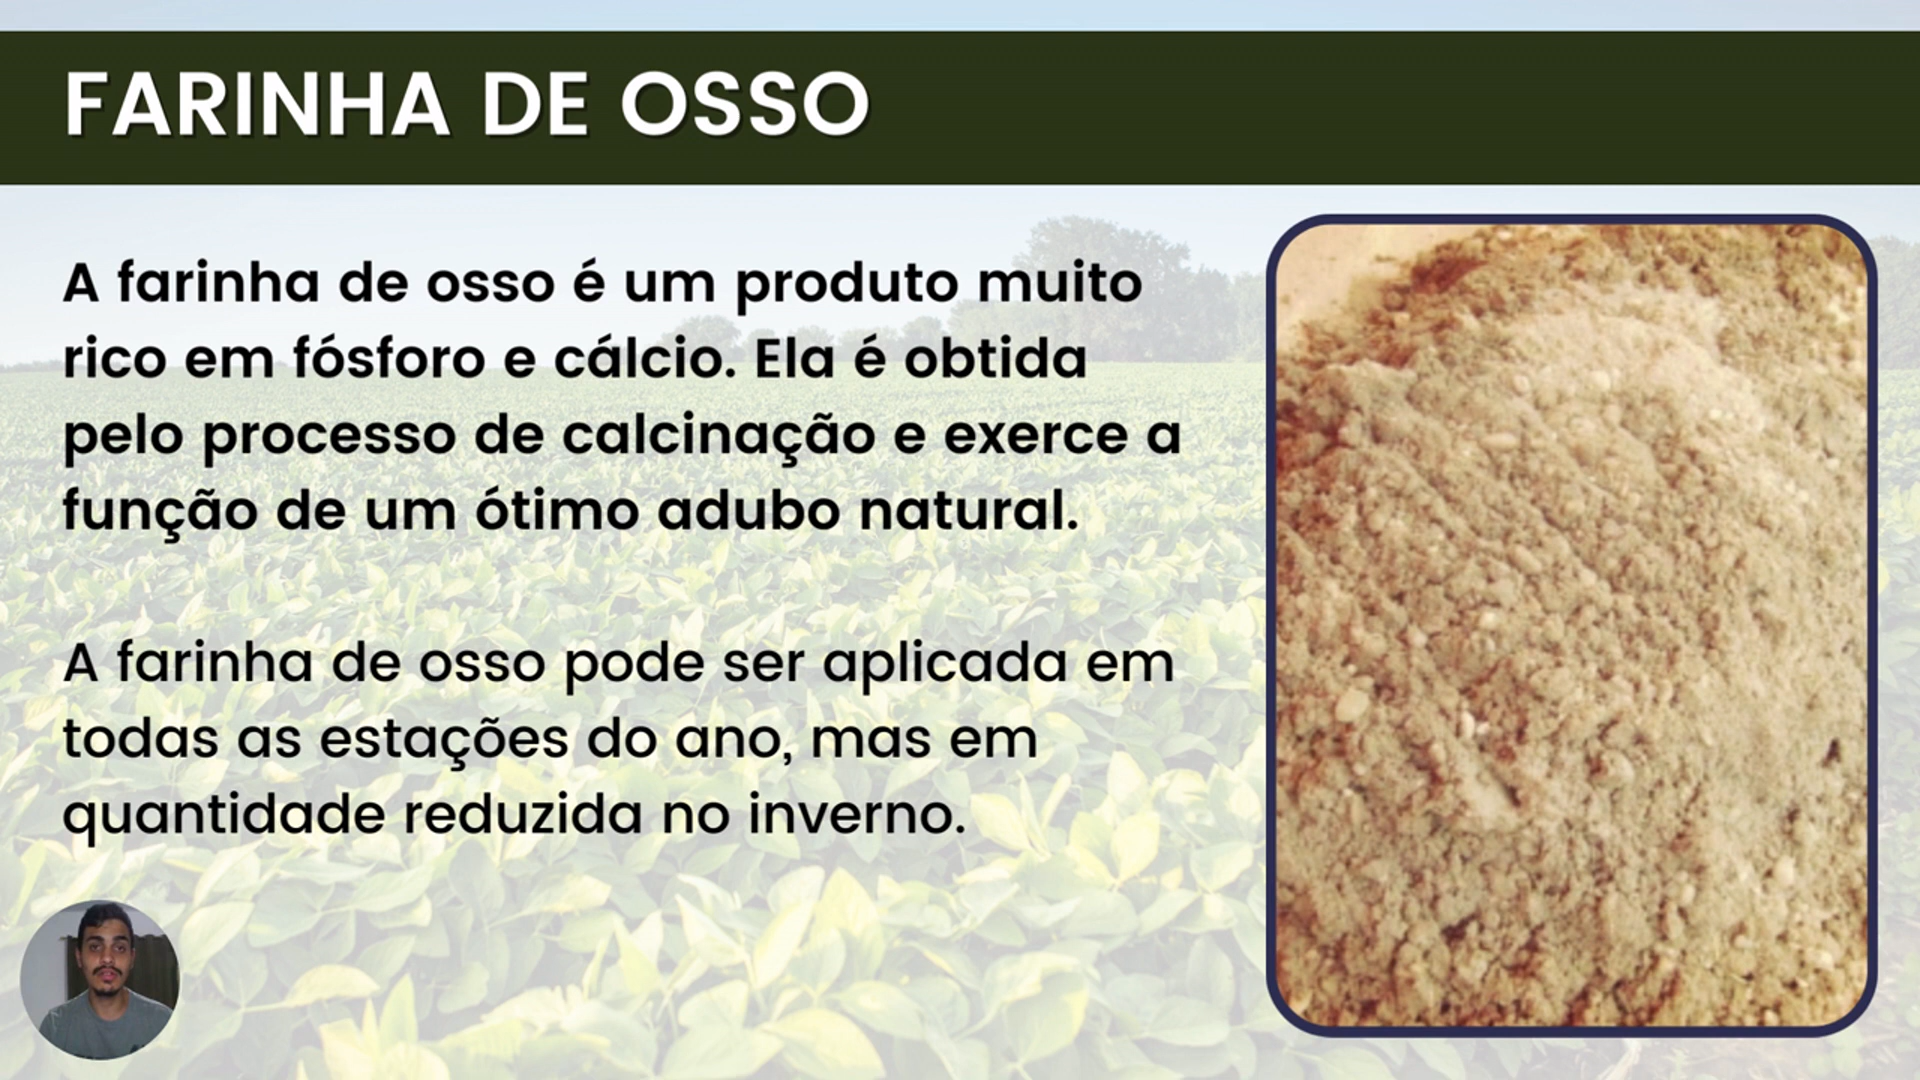 FARINHA DE OSSO
A farinha de osso é um produto muito
rico em fósforo e cálcio. Ela é obtida
pelo processo de calcinação e exerce a
função de um ótimo adubo natural.
A farinha de osso pode ser aplicada em
todas as estações do ano, mas em
quantidade reduzida no inverno.